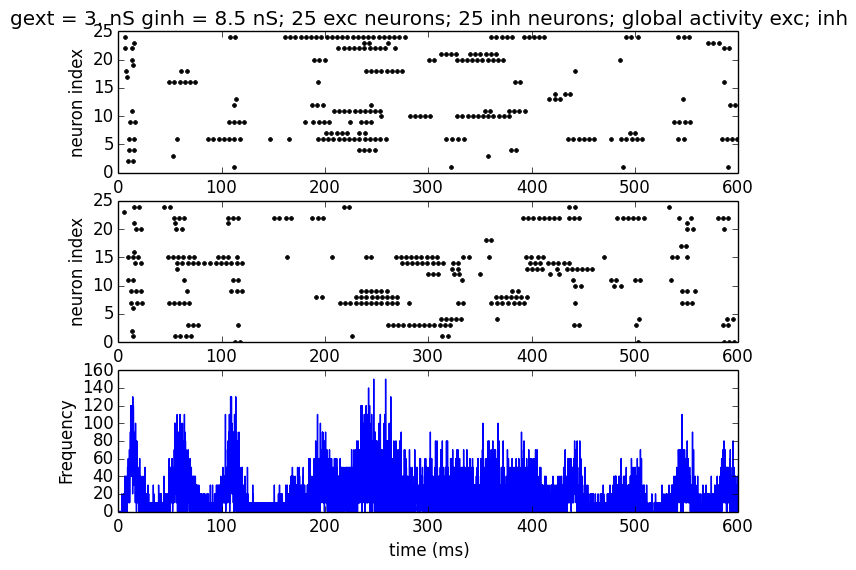 gext = 3. nS ginh = 8.5 nS; 25 exc neurons; 25 inh neurons; global activity exc; inh
25
20
15
10
5
0
neuron index
0 100 200 300 400 500 600
25
20
15
10
5
0
neuron index
0 100 200 300 400 500 600
160
140
120
100
80
60
40
20
0
Frequency
0 100 200 300 400 500 600
time (ms)